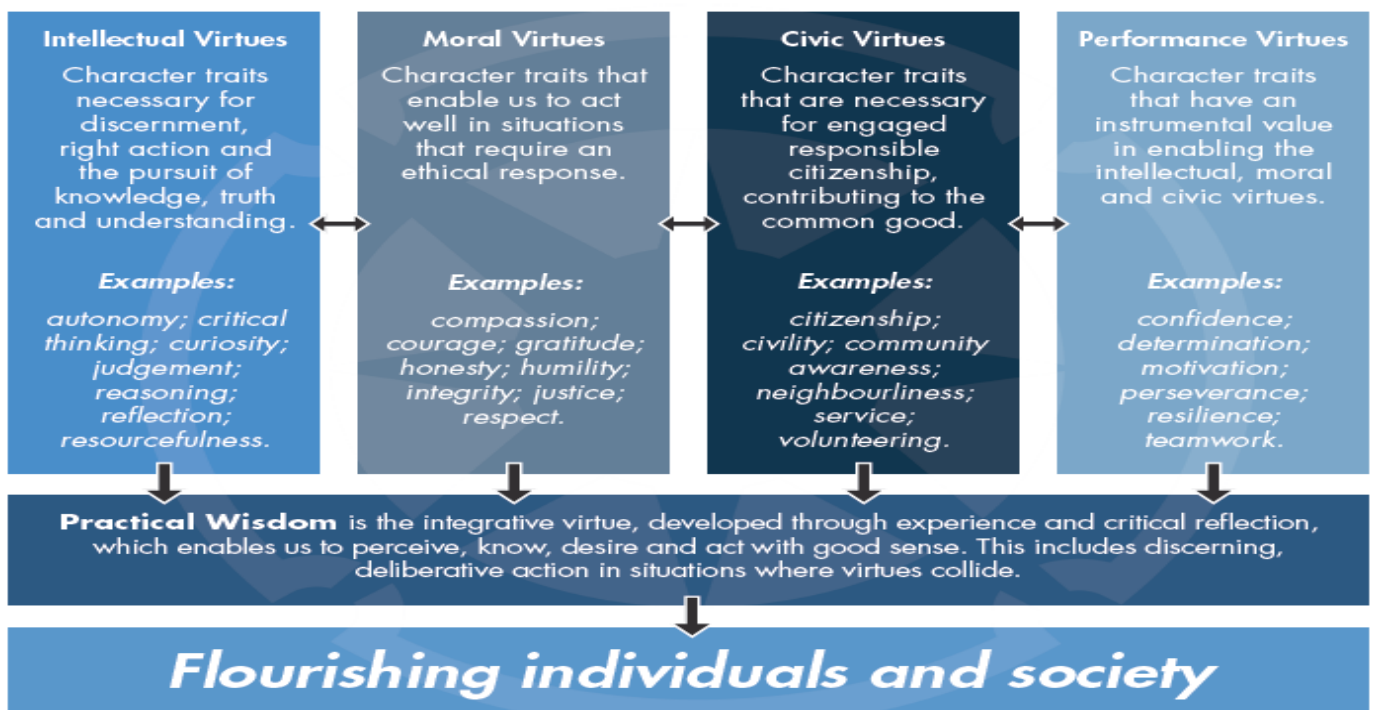 Intellectual Virtues
Character traits
necessary for
discernment,
right action and
the pursuit of
knowledge, truth
and understanding.
Examples:
autonomy; critical
thinking; curiosity;
judgement;
reasoning;
reflection;
resourcefulness.
Moral Virtues
Character traits that
enable us to act
well in situations
that require an
ethical response.
Examples:
compassion;
courage; gratitude;
honesty; humility;
integrity; justice;
respect.
Civic Virtues
Character traits
that are necessary
for engaged
responsible
citizenship,
contributing to the
common good.
Examples:
citizenship;
civility; community
awareness;
neighbourliness;
service;
volunteering.
Performance Virtues
Character traits
that have an
instrumental value
in enabling the
intellectual, moral
and civic virtues.
Examples:
confidence;
determination;
motivation;
perseverance;
resilience;
teamwork.
Practical Wisdom is the integrative virtue, developed through experience and critical reflection,
which enables us to perceive, know, desire and act with good sense. This includes discerning,
deliberative action in situations where virtues collide.
Flourishing individuals and society